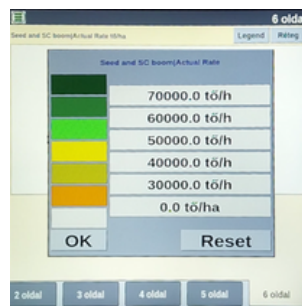 6 olda
Seed and SC boom|Actual Rate tő/ha
Legend Réteg
Seed and SC boom|Actual Rate
70000.0 tő/h
60000.0 tő/h
50000.0 tő/h
40000.0 tő/h
30000.0 tő/h
0.0 tő/ha
OK Reset
2 oldal 3 oldal 4 oldal 5 oldal 6 oldal